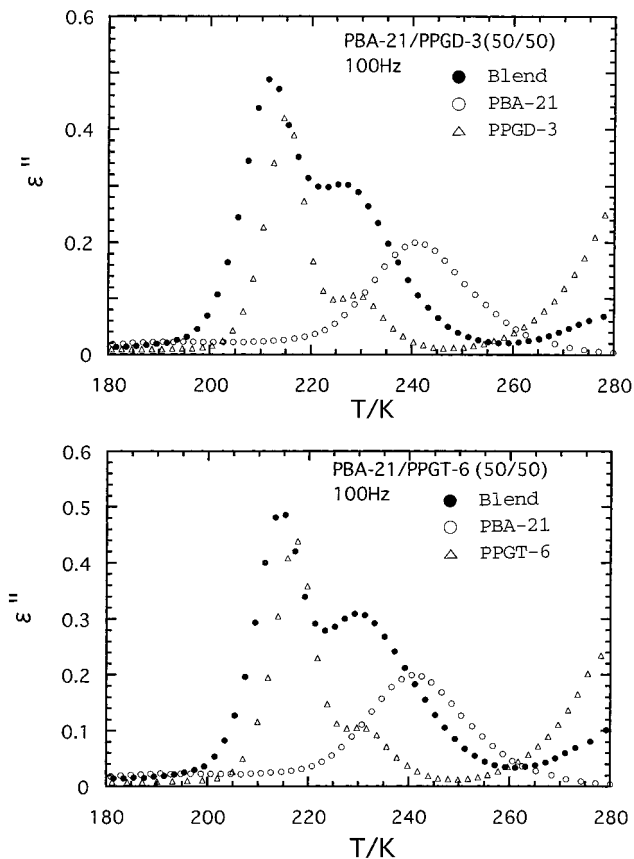 0.6
PBA-21/PPGD-3(50/50)
100Hz
Blend
PBA-21
PPGD-3
0.4
ε"
0.2
0
180 200 220 240 260 280
T/K
0.6
PBA-21/PPGT-6 (50/50)
100Hz
Blend
PBA-21
PPGT-6
0.5
0.4
0.3
ε"
0.2
0.1
0
180 200 220 240 260 280
T/K